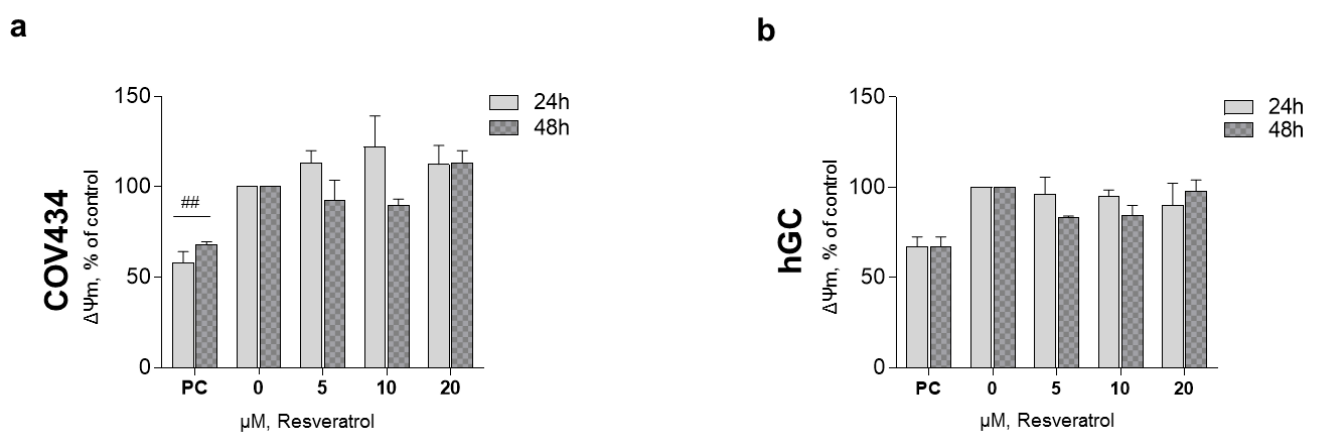 a
COV434
ΔΨm, % of control
150
100
50
0
##
24h
48h
PC 0 5 10 20
µM, Resveratrol
b
hGC
ΔΨm, % of control
150
100
50
0
24h
48h
PC 0 5 10 20
µM, Resveratrol